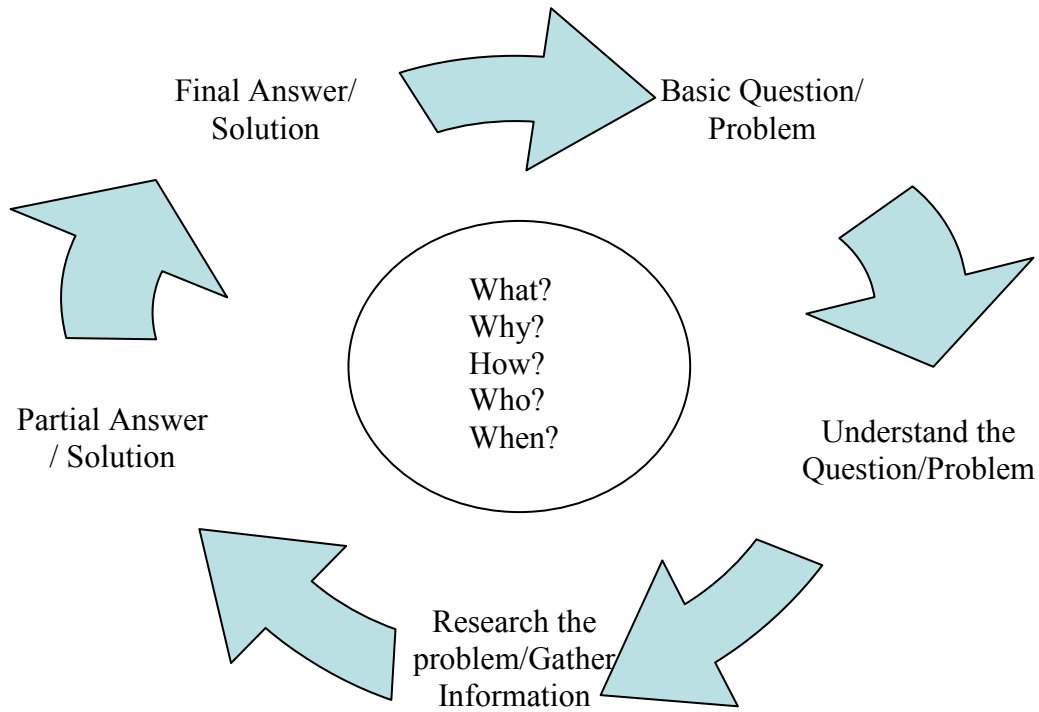 Final Answer/
Solution
Basic Question/
Problem
What?
Why?
How?
Who?
When?
Partial Answer
/ Solution
Understand the
Question/Problem
Research the
problem/Gather
Information